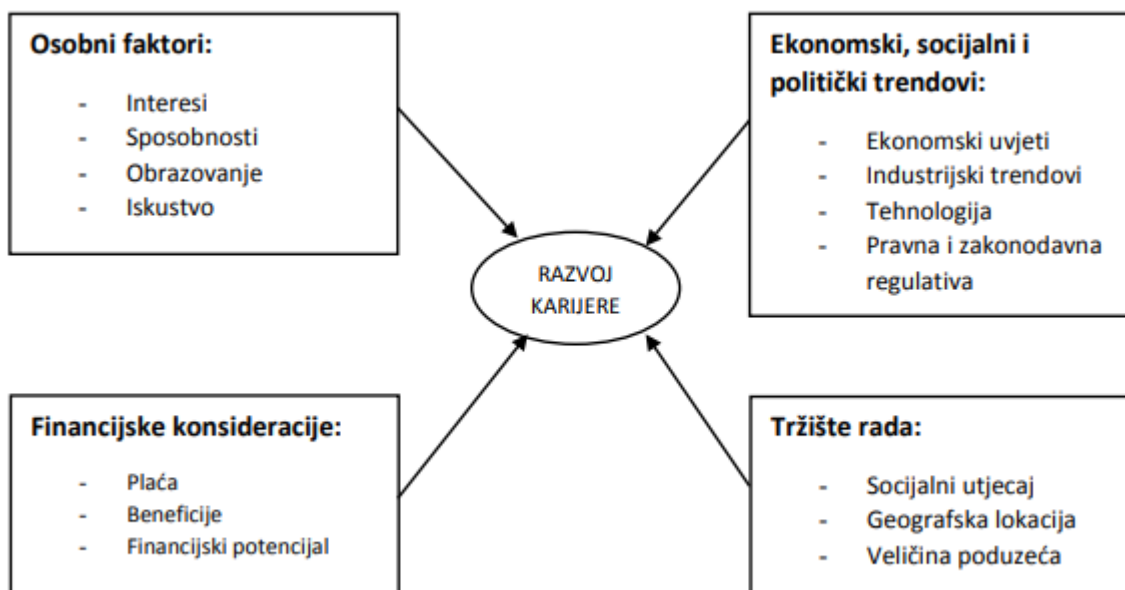 Osobni faktori:
- Interesi
- Sposobnosti
- Obrazovanje
- Iskustvo
Ekonomski, socijalni i
politički trendovi:
- Ekonomski uvjeti
- Industrijski trendovi
- Tehnologija
- Pravna i zakonodavna
regulativa
RAZVOJ
KARIJERE
Financijske konsideracije:
- Plaća
- Beneficije
- Financijski potencijal
Tržište rada:
- Socijalni utjecaj
- Geografska lokacija
- Veličina poduzeća